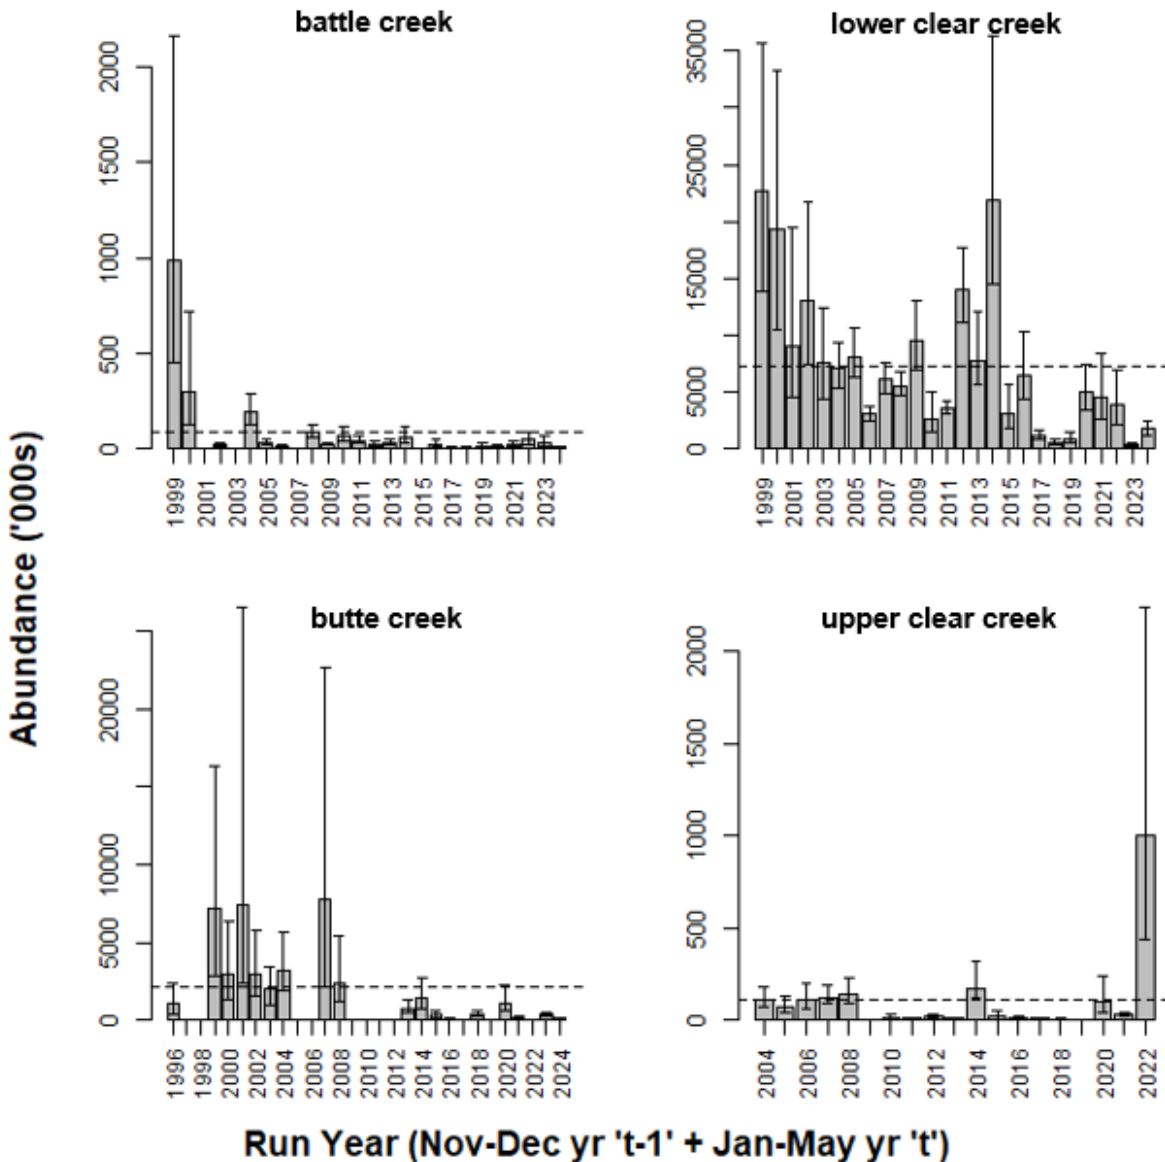 battle creek
2000
1500
1000
500
0
1999 2001 2003 2005 2007 2009 2011 2013 2015 2017 2019 2021 2023
lower clear creek
35000
25000
15000
5000
0
1999 2001 2003 2005 2007 2009 2011 2013 2015 2017 2019 2021 2023
Abundance ('000s)
butte creek
20000
10000
5000
0
1996 1998 2000 2002 2004 2006 2008 2010 2012 2014 2016 2018 2020 2022 2024
upper clear creek
2000
1500
1000
500
0
2004 2006 2008 2010 2012 2014 2016 2018 2020 2022
Run Year (Nov-Dec yr 't-1' + Jan-May yr 't')